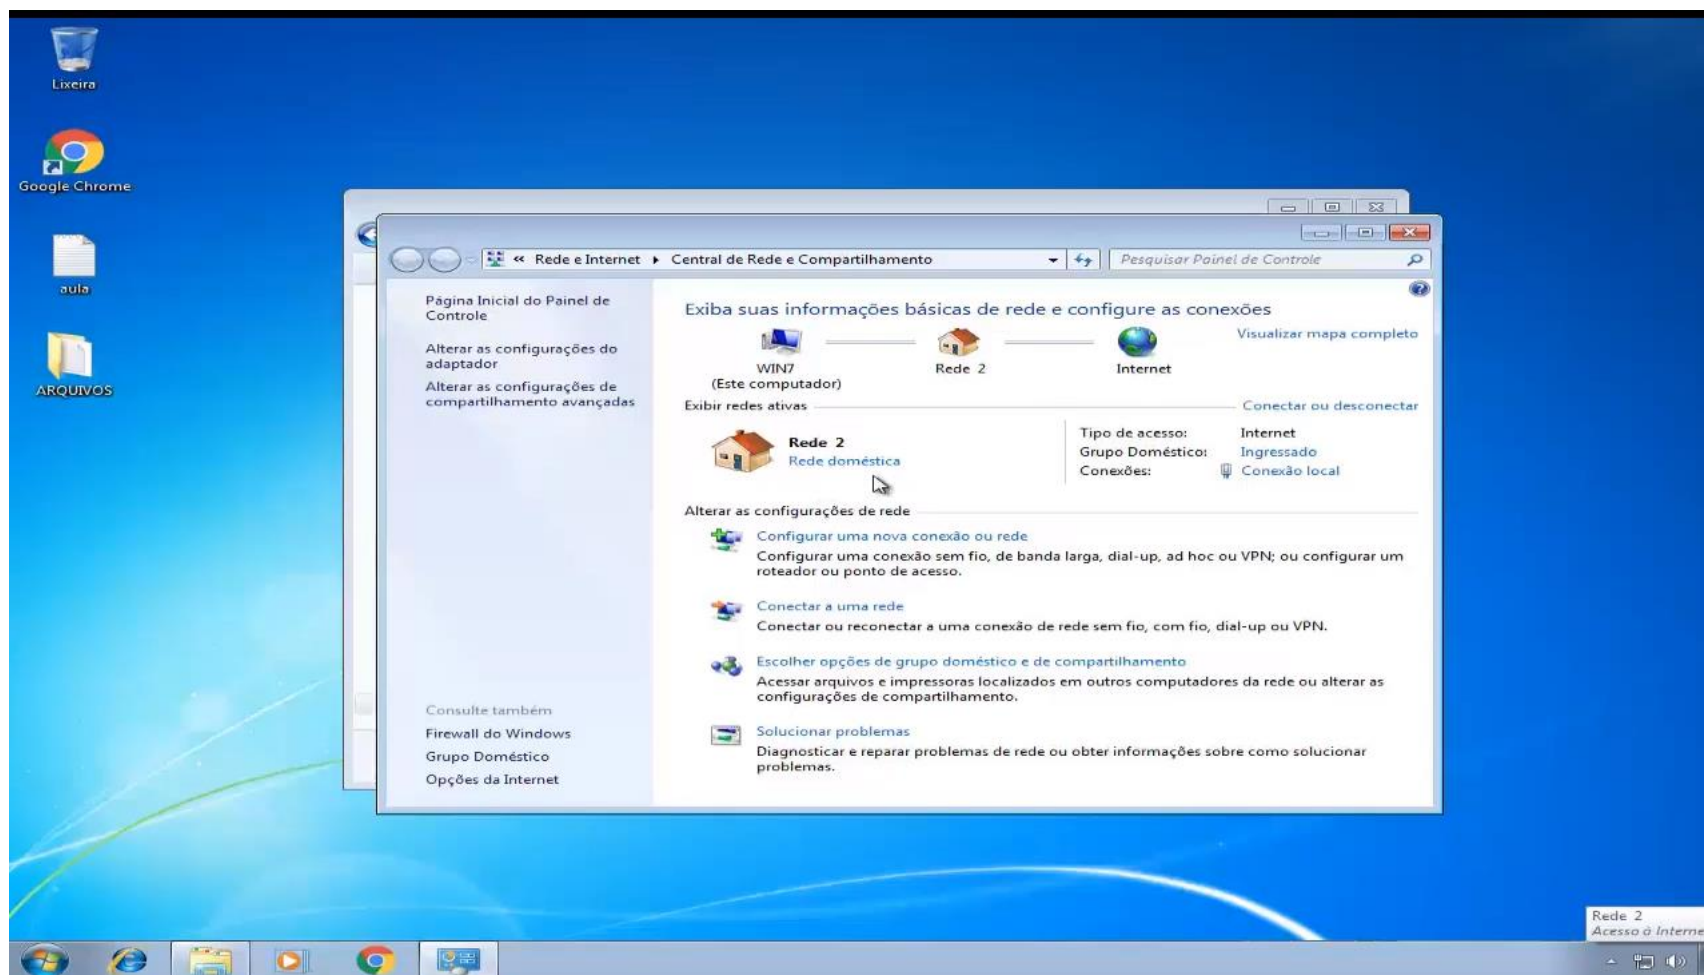 Lixeira
Google Chrome
aula
ARQUIVOS
« Rede e Internet ▸ Central de Rede e Compartilhamento
Pesquisar Painel de Controle
Página Inicial do Painel de
Controle
Alterar as configurações do
adaptador
Alterar as configurações de
compartilhamento avançadas
Consulte também
Firewall do Windows
Grupo Doméstico
Opções da Internet
Exiba suas informações básicas de rede e configure as conexões
Visualizar mapa completo
WIN7
(Este computador)
Rede 2
Internet
Exibir redes ativas
Conectar ou desconectar
Rede 2
Rede doméstica
Tipo de acesso: Internet
Grupo Doméstico: Ingressado
Conexões: Conexão local
Alterar as configurações de rede
Configurar uma nova conexão ou rede
Configurar uma conexão sem fio, de banda larga, dial-up, ad hoc ou VPN; ou configurar um
roteador ou ponto de acesso.
Conectar a uma rede
Conectar ou reconectar a uma conexão de rede sem fio, com fio, dial-up ou VPN.
Escolher opções de grupo doméstico e de compartilhamento
Acessar arquivos e impressoras localizados em outros computadores da rede ou alterar as
configurações de compartilhamento.
Solucionar problemas
Diagnosticar e reparar problemas de rede ou obter informações sobre como solucionar
problemas.
Rede 2
Acesso à Interne